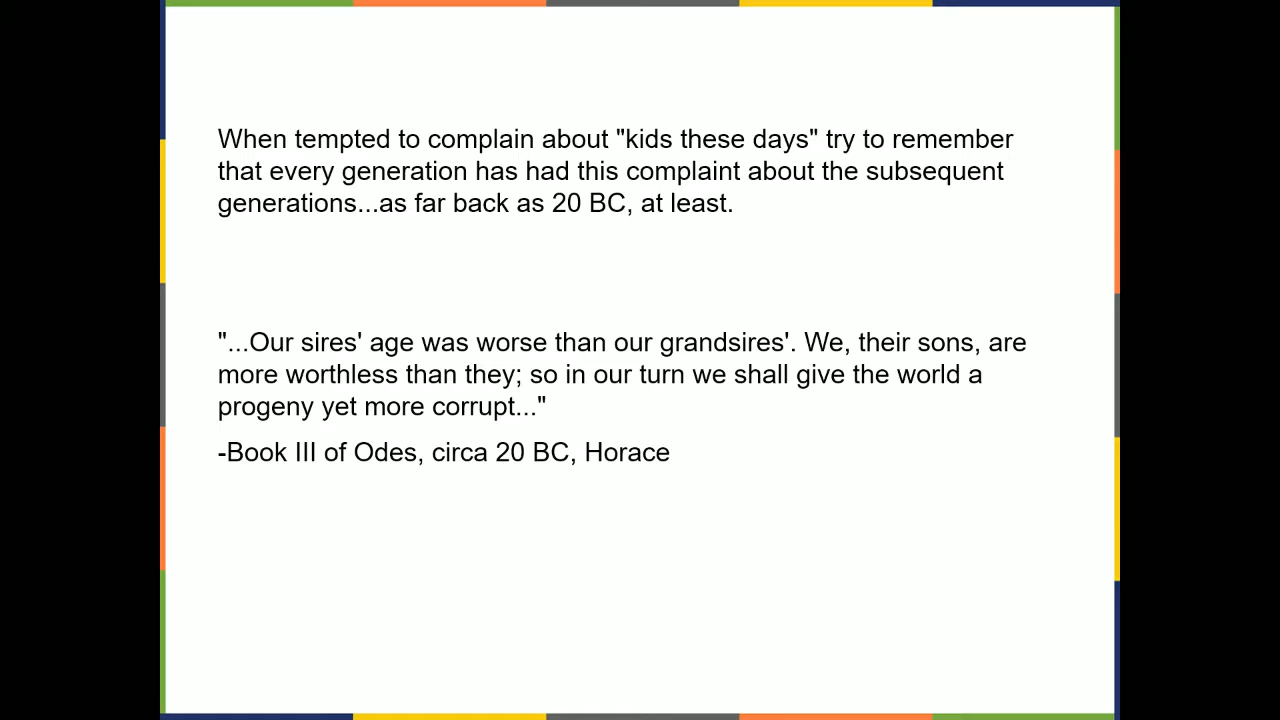 When tempted to complain about "kids these days" try to remember
that every generation has had this complaint about the subsequent
generations...as far back as 20 BC, at least.
"...Our sires' age was worse than our grandsires'. We, their sons, are
more worthless than they; so in our turn we shall give the world a
progeny yet more corrupt..."
-Book III of Odes, circa 20 BC, Horace